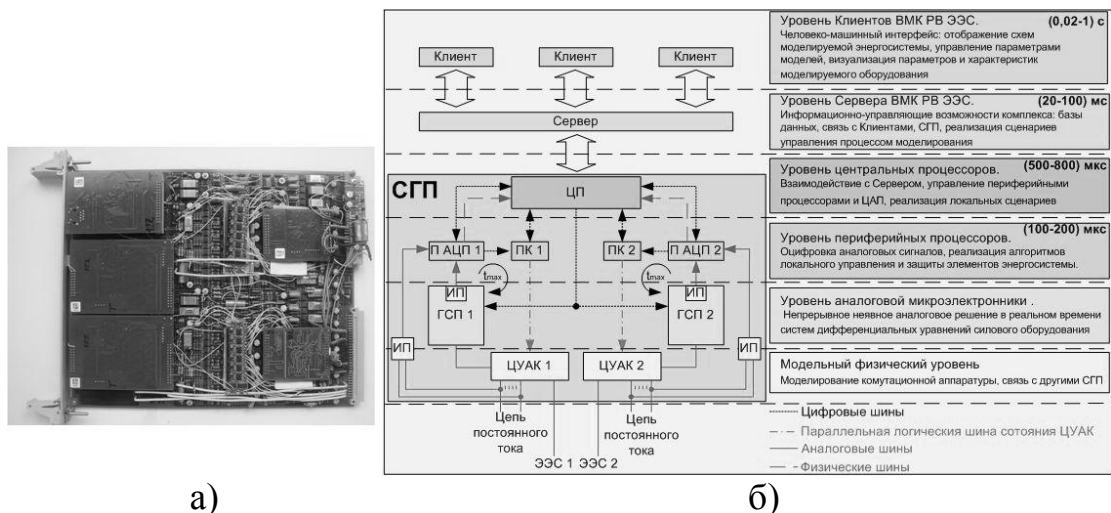 Уровень Клиентов ВМК РВ ЭЭС. (0,02-1) с
Человеко-машинный интерфейс: отображение схем
моделируемой энергосистемы, управление параметрами
моделей, визуализация параметров и характеристик
моделируемого оборудования
Клиент Клиент Клиент
Уровень Сервера ВМК РВ ЭЭС. (20-100) мс
Информационно-управляющие возможности комплекса: базы
данных, связь с Клиентами, СГП, реализация сценариев
управления процессом моделирования
Сервер
Уровень центральных процессоров. (500-800) мкс
Взаимодействие с Сервером, управление периферийными
процессорами и ЦАП, реализация локальных сценариев
СГП
ЦП
Уровень периферийных процессоров. (100-200) мкс
Оцифровка аналоговых сигналов, реализация алгоритмов
локального управления и защиты элементов энергосистемы.
П АЦП 1 ПК 1 ПК 2 П АЦП 2
tmax tmax
ИП ИП
ГСП 1 ГСП 2
Уровень аналоговой микроэлектроники .
Непрерывное неявное аналоговое решение в реальном времени
систем дифференциальных уравнений силового оборудования
ИП ИП
ЦУАК 1 ЦУАК 2
Модельный физический уровень
Моделирование комутационной аппаратуры, связь с другими СГП
Цепь постоянного тока
Цепь постоянного тока
ЭЭС 1 ЭЭС 2
Цифровые шины
Параллельная логическия шина сотояния ЦУАК
Аналоговые шины
Физические шины
а) б)